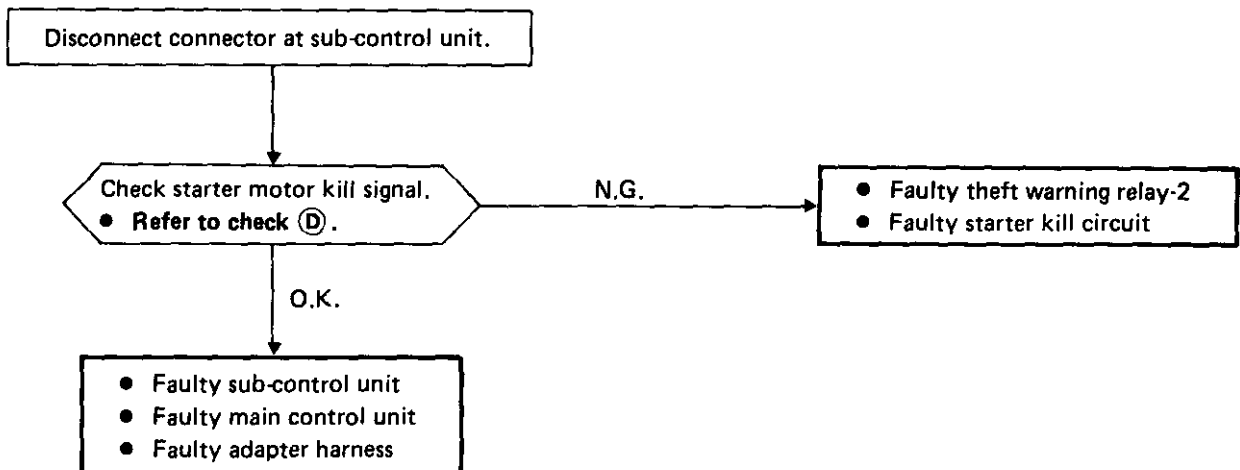 Disconnect connector at sub-control unit.
Check starter motor kill signal.
● Refer to check Ⓓ.
N.G.
● Faulty theft warning relay-2
● Faulty starter kill circuit
O.K.
● Faulty sub-control unit
● Faulty main control unit
● Faulty adapter harness